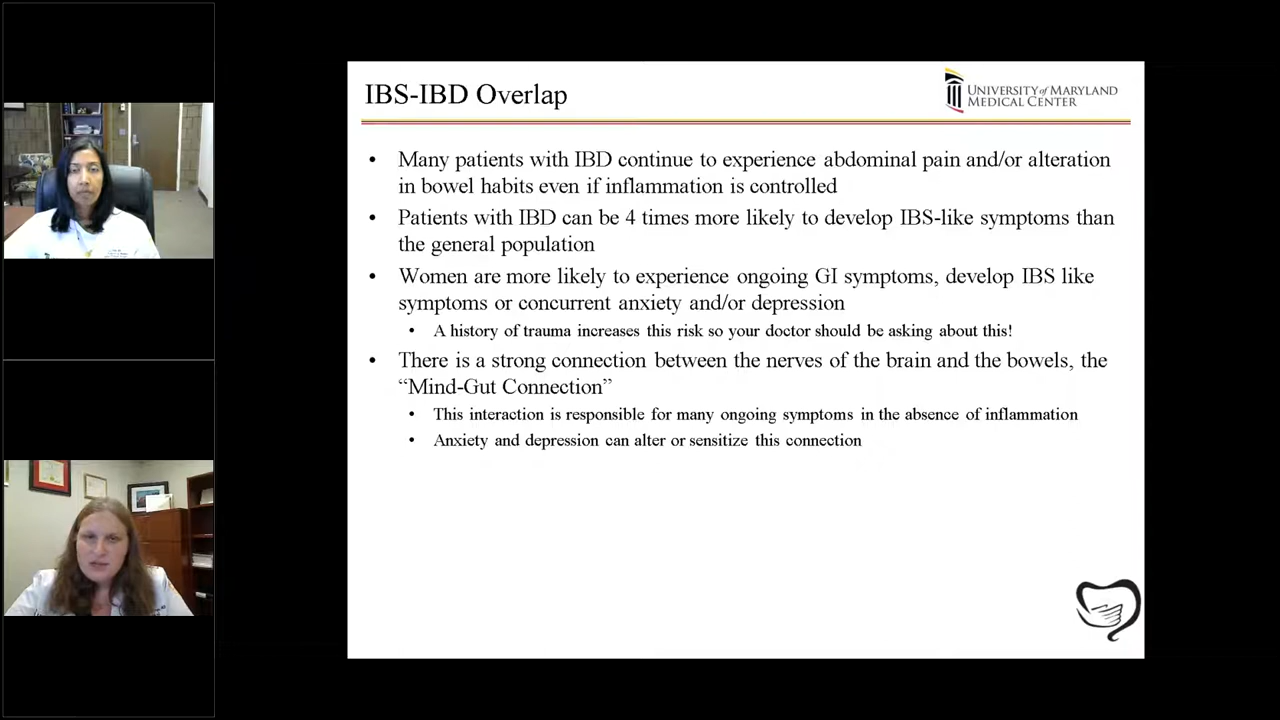 IBS-IBD Overlap
UNIVERSITY of MARYLAND
MEDICAL CENTER
• Many patients with IBD continue to experience abdominal pain and/or alteration
in bowel habits even if inflammation is controlled
• Patients with IBD can be 4 times more likely to develop IBS-like symptoms than
the general population
• Women are more likely to experience ongoing GI symptoms, develop IBS like
symptoms or concurrent anxiety and/or depression
• A history of trauma increases this risk so your doctor should be asking about this!
• There is a strong connection between the nerves of the brain and the bowels, the
“Mind-Gut Connection”
• This interaction is responsible for many ongoing symptoms in the absence of inflammation
• Anxiety and depression can alter or sensitize this connection